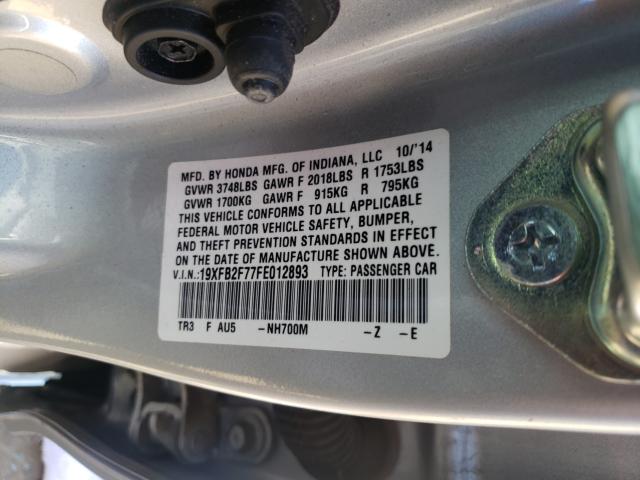 MFD. BY HONDA MFG. OF INDIANA, LLC 10/'14
GVWR 3748LBS GAWR F 2018LBS R 1753LBS
GVWR 1700KG GAWR F 915KG R 795KG
THIS VEHICLE CONFORMS TO ALL APPLICABLE
FEDERAL MOTOR VEHICLE SAFETY, BUMPER,
AND THEFT PREVENTION STANDARDS IN EFFECT
ON THE DATE OF MANUFACTURE SHOWN ABOVE.
V.I.N.:19XFB2F77FE012893 TYPE: PASSENGER CAR
TR3 F AU5 -NH700M -Z -E